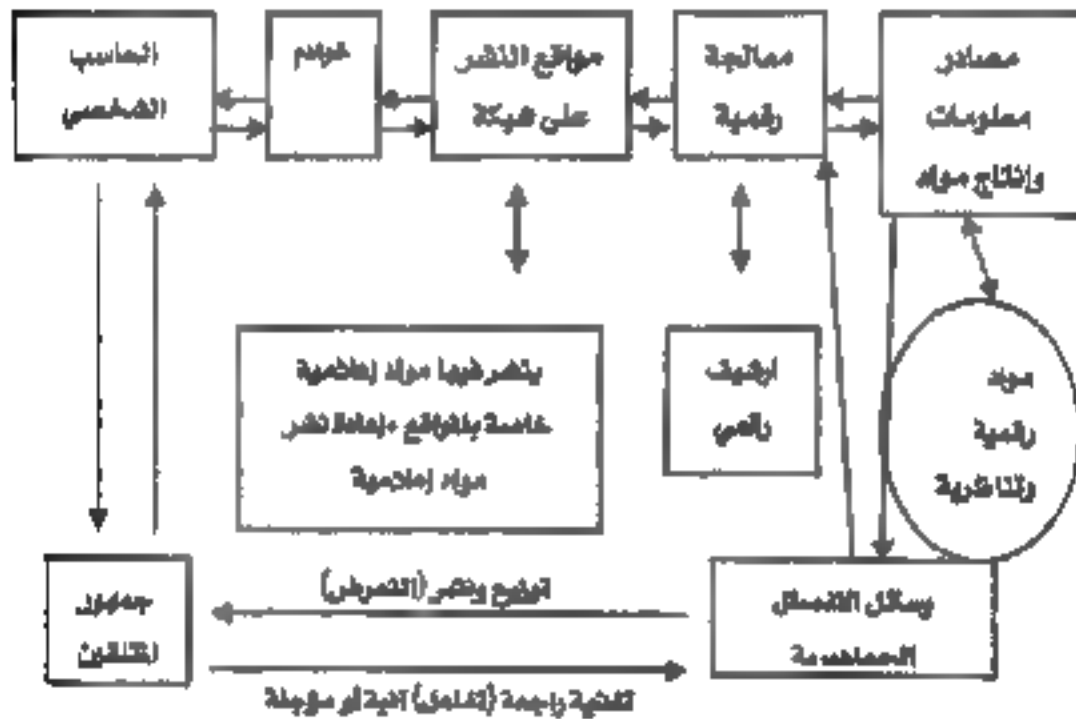 مصادر
معلومات
وإنتاج مواد
معالجة
رقمية
مواقع النشر
على شبكة
خوادم
الحاسب
الشخصي
مواد
رقمية
وتناظرية
ارشيف
رقمي
ينشر فيها مواد إعلامية
خاصة بالمواقع +إعادة نشر
مواد إعلامية
وسائل الاتصال
الجماهيرية
توزيع ونشر (التعرض)
جمهور
المتلقين
تغذية راجعة (تفاعل) آنية أو مؤجلة